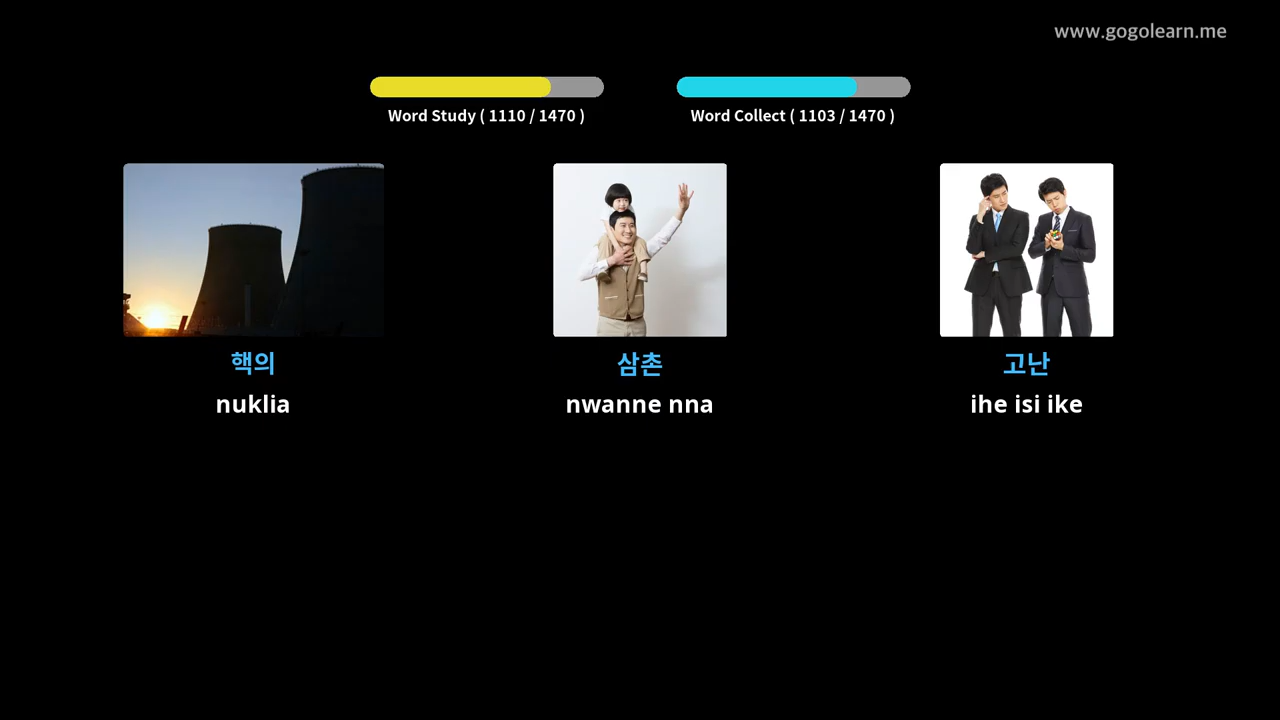 www.gogolearn.me
Word Study ( 1110 / 1470 )
Word Collect ( 1103 / 1470 )
핵의
nuklia
삼촌
nwanne nna
고난
ihe isi ike